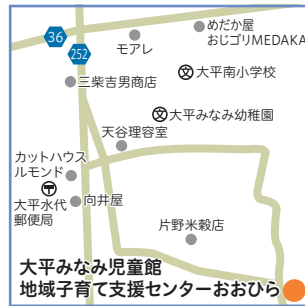 めだか屋
おじゴリMEDAKA
36
モアレ
252
三柴吉男商店
文大平南小学校
文大平みなみ幼稚園
天谷理容室
カットハウス
ルモンド
〒
大平水代
郵便局
向井屋
片野米穀店
大平みなみ児童館
地域子育て支援センターおおひら